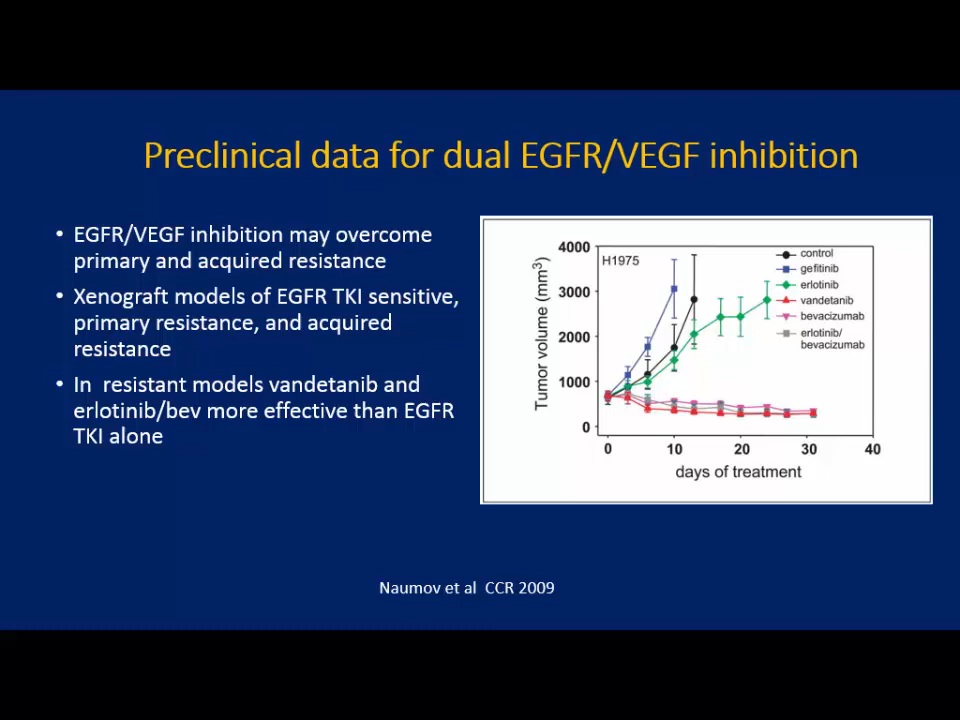 Preclinical data for dual EGFR/VEGF inhibition
• EGFR/VEGF inhibition may overcome
primary and acquired resistance
• Xenograft models of EGFR TKI sensitive,
primary resistance, and acquired
resistance
• In resistant models vandetanib and
erlotinib/bev more effective than EGFR
TKI alone
H1975
control
gefitinib
erlotinib
vandetanib
bevacizumab
erlotinib/
bevacizumab
Tumor volume (mm³)
4000
3000
2000
1000
0
0 10 20 30 40
days of treatment
Naumov et al CCR 2009